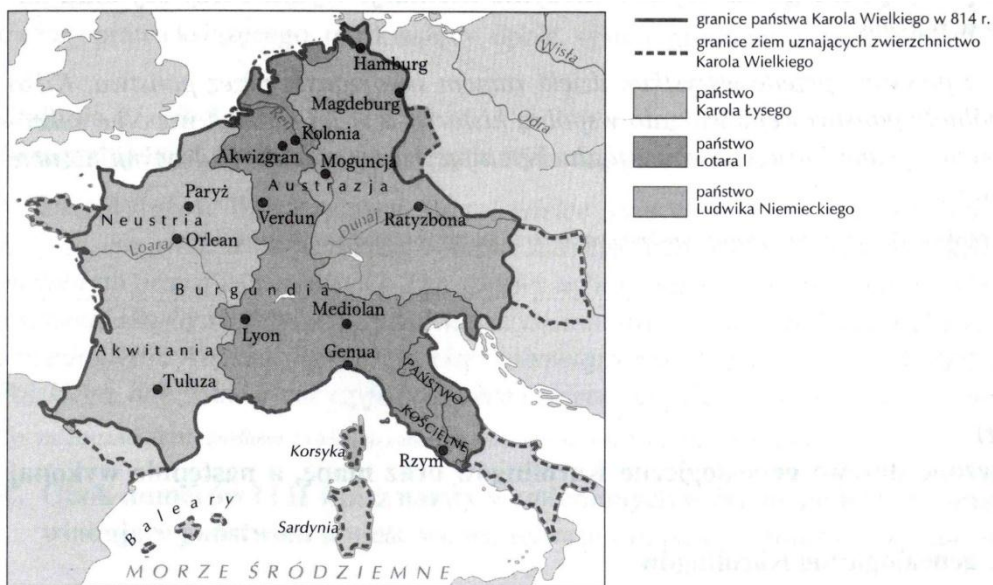 granice państwa Karola Wielkiego w 814 r.
granice ziem uznających zwierzchnictwo
Karola Wielkiego
państwo
Karola Łysego
państwo
Lotara I
państwo
Ludwika Niemieckiego
Wisła
Odra
Hamburg
Magdeburg
Ren
Kolonia
Akwizgran
Moguncja
Austrazja
Paryż
Neustria
Verdun
Dunaj
Ratyzbona
Loara
Orlean
Burgundia
Mediolan
Lyon
Akwitania
Genua
Tuluza
PAŃSTWO
KOŚCIELNE
Korsyka
Rzym
Baleary
Sardynia
MORZE ŚRÓDZIEMNE